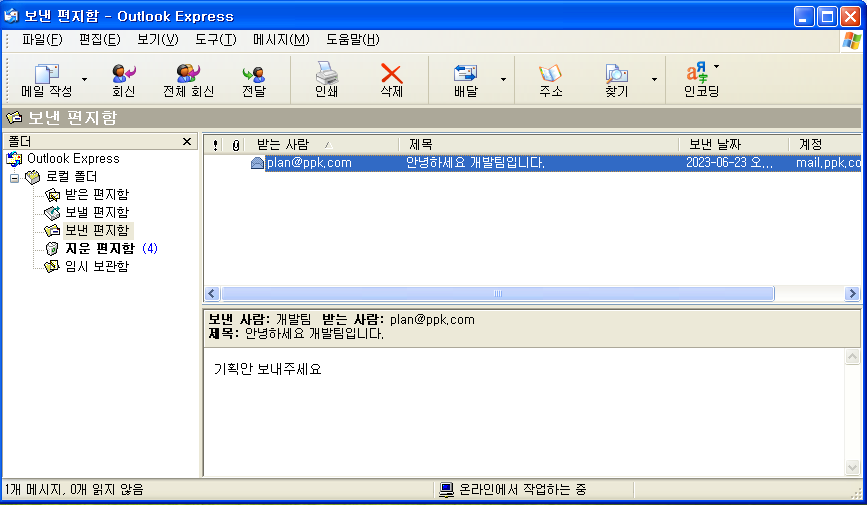 보낸 편지함 - Outlook Express
파일(F) 편집(E) 보기(V) 도구(T) 메시지(M) 도움말(H)
메일 작성 회신 전체 회신 전달 인쇄 삭제 배달 주소 찾기 인코딩
보낸 편지함
폴더
Outlook Express
로컬 폴더
받은 편지함
보낼 편지함
보낸 편지함
지운 편지함 (4)
임시 보관함
! 받는 사람 제목 보낸 날짜 계정
plan@ppk.com 안녕하세요 개발팀입니다. 2023-06-23 오... mail.ppk.co
보낸 사람: 개발팀 받는 사람: plan@ppk.com
제목: 안녕하세요 개발팀입니다.
기획안 보내주세요
1개 메시지, 0개 읽지 않음 온라인에서 작업하는 중